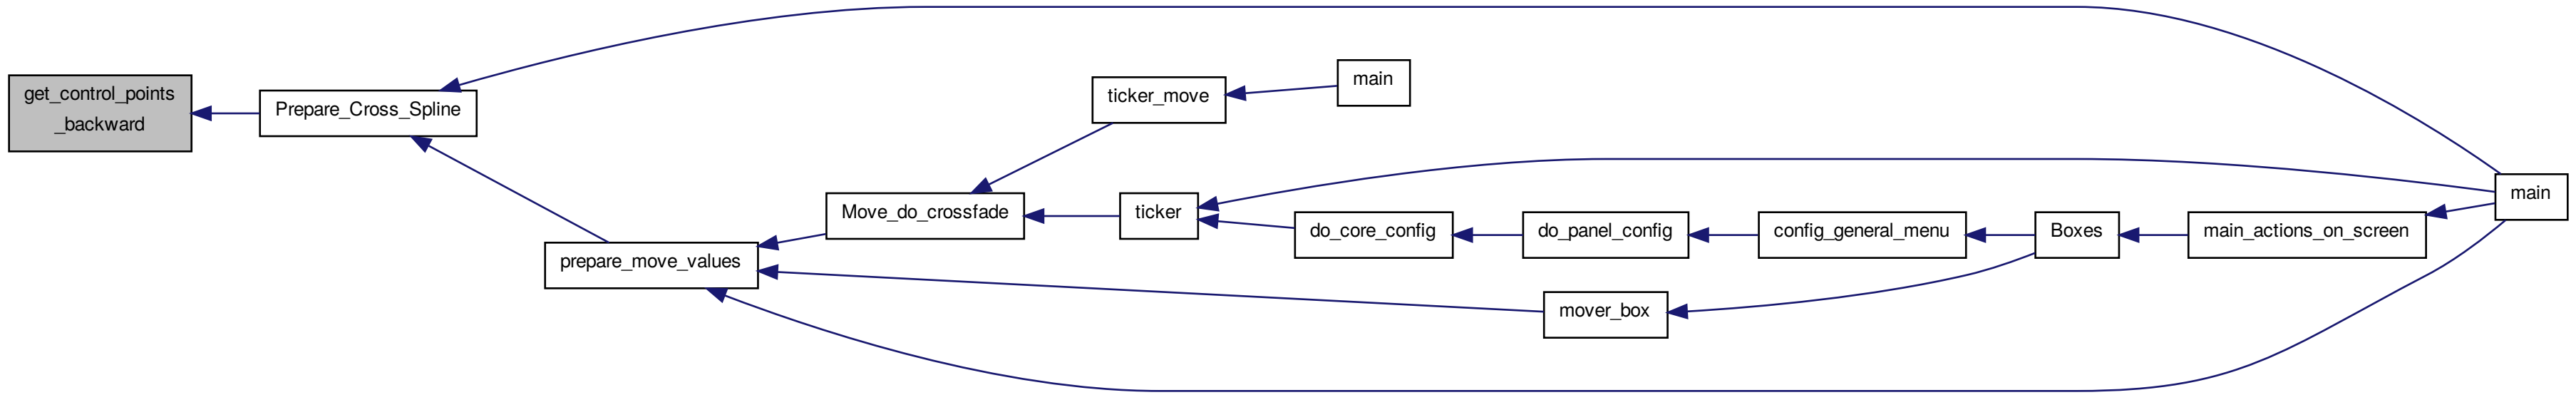 get_control_points
_backward
Prepare_Cross_Spline
prepare_move_values
Move_do_crossfade
ticker_move
main
ticker
do_core_config
do_panel_config
config_general_menu
Boxes
main_actions_on_screen
main
mover_box